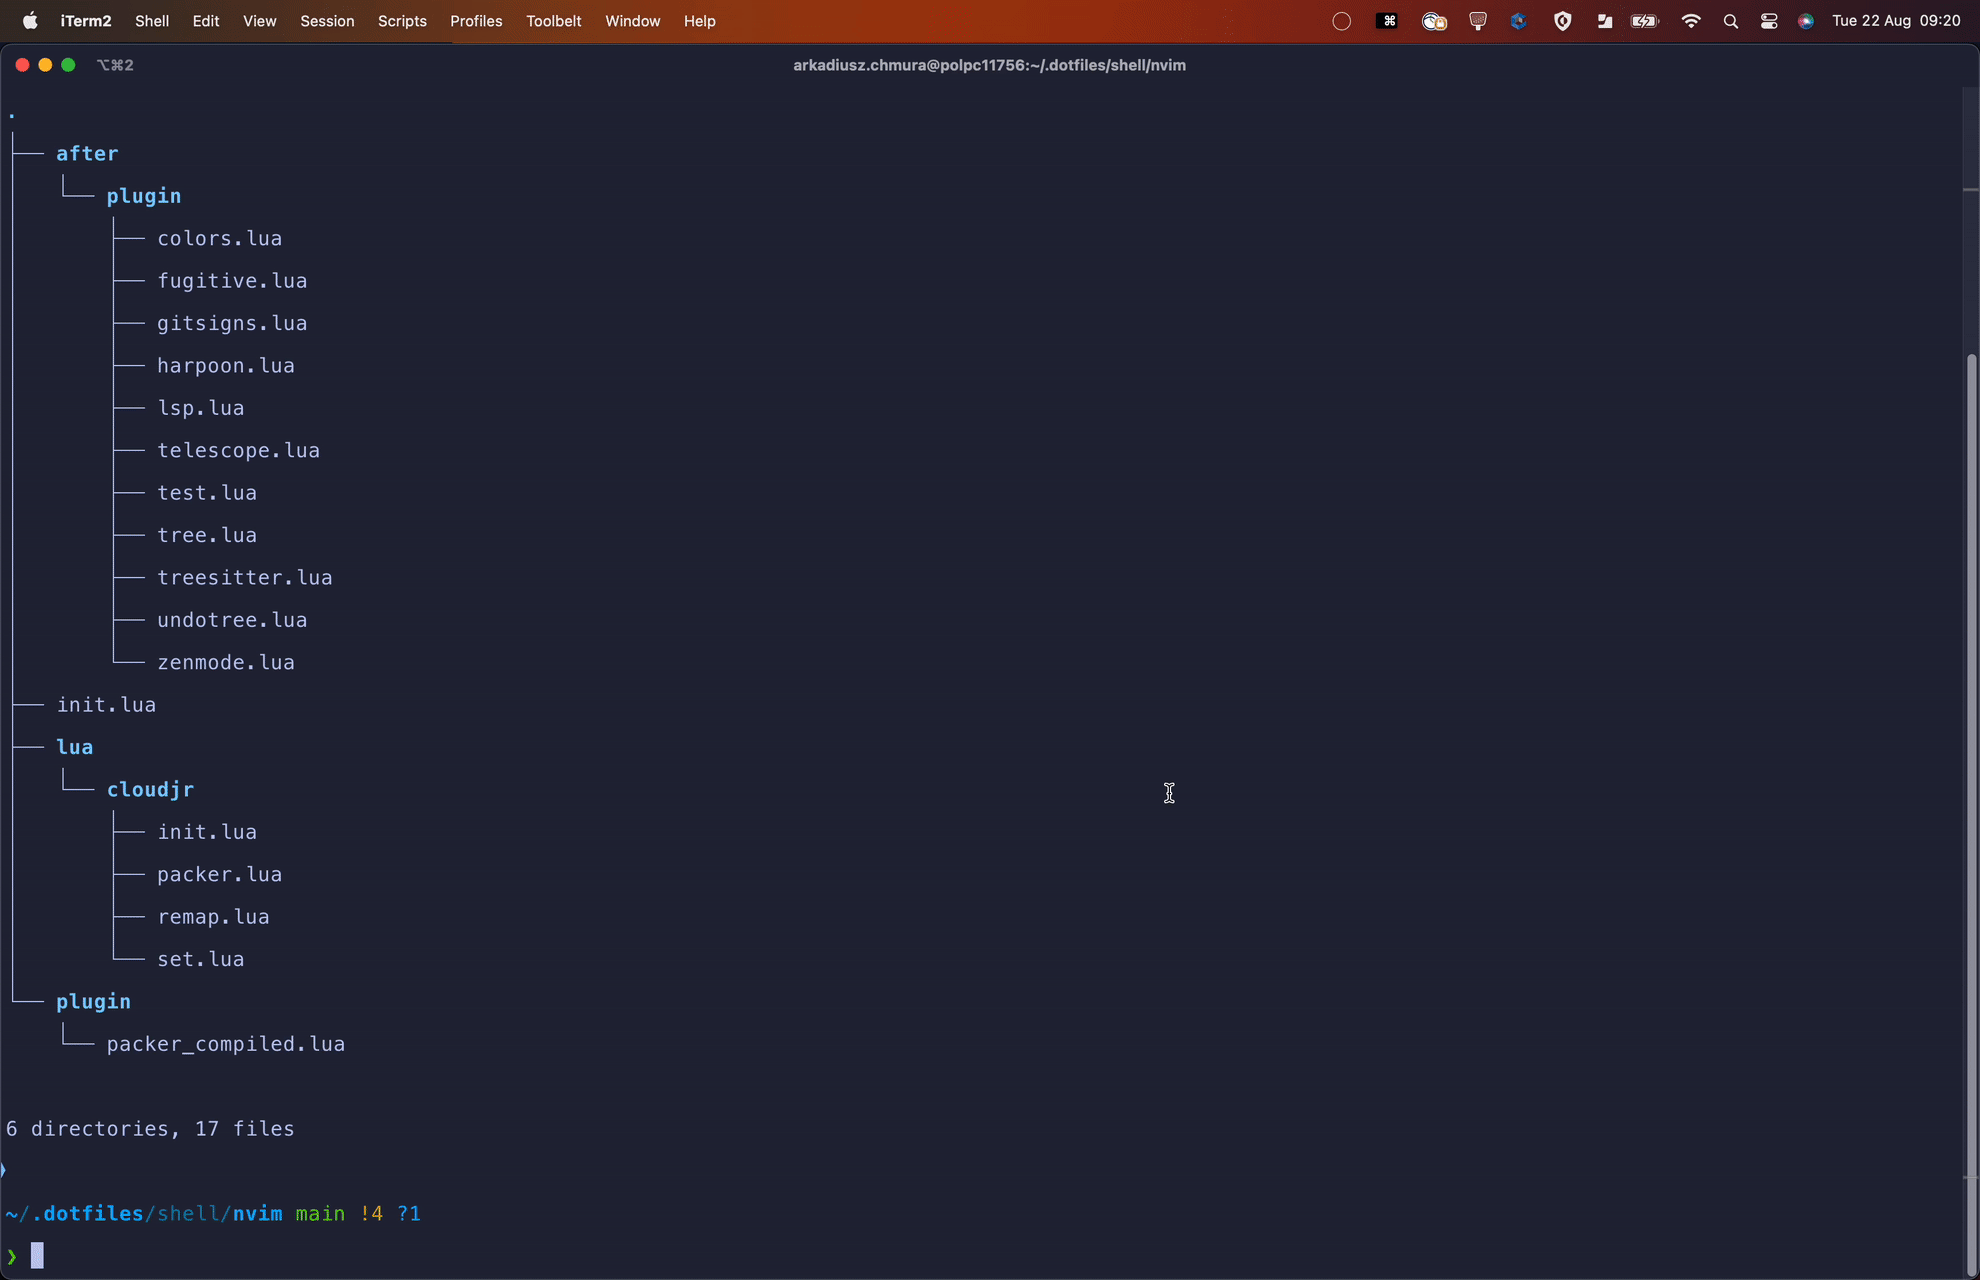 iTerm2 Shell Edit View Session Scripts Profiles Toolbelt Window Help Tue 22 Aug 09:20
⌥⌘2 arkadiusz.chmura@polpc11756:~/.dotfiles/shell/nvim
.
├── after
│   └── plugin
│       ├── colors.lua
│       ├── fugitive.lua
│       ├── gitsigns.lua
│       ├── harpoon.lua
│       ├── lsp.lua
│       ├── telescope.lua
│       ├── test.lua
│       ├── tree.lua
│       ├── treesitter.lua
│       ├── undotree.lua
│       └── zenmode.lua
├── init.lua
├── lua
│   └── cloudjr
│       ├── init.lua
│       ├── packer.lua
│       ├── remap.lua
│       └── set.lua
└── plugin
    └── packer_compiled.lua
6 directories, 17 files
~/.dotfiles/shell/nvim main !4 ?1
❯